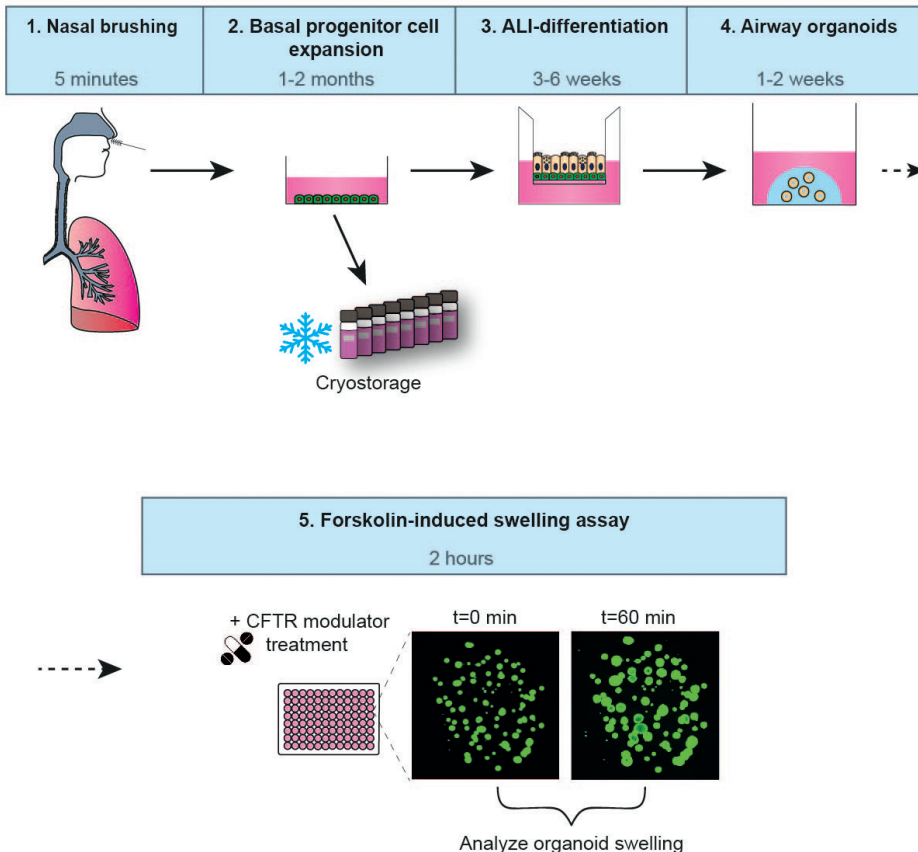 1. Nasal brushing
5 minutes
2. Basal progenitor cell
expansion
1-2 months
3. ALI-differentiation
3-6 weeks
4. Airway organoids
1-2 weeks
Cryostorage
5. Forskolin-induced swelling assay
2 hours
+ CFTR modulator
treatment
t=0 min
t=60 min
Analyze organoid swelling